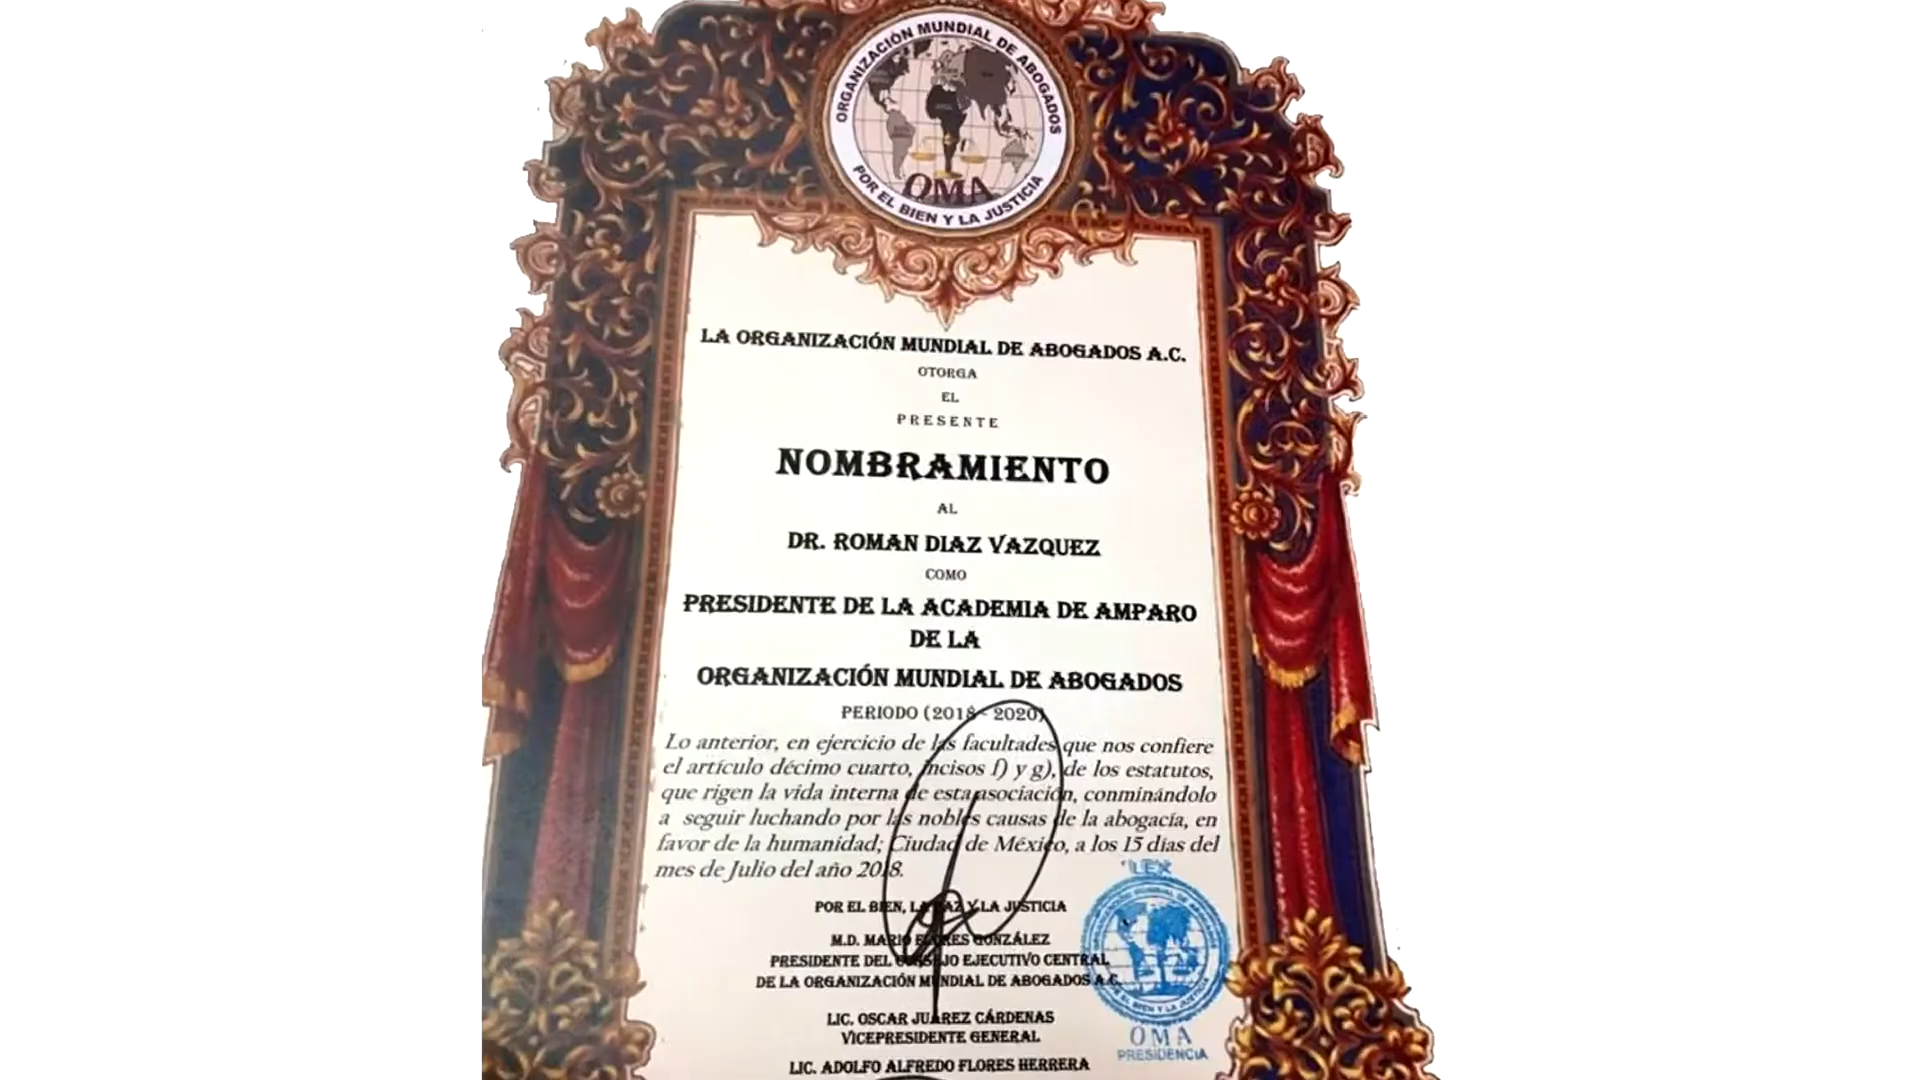 ORGANIZACIÓN MUNDIAL DE ABOGADOS
OMA
POR EL BIEN Y LA JUSTICIA
LA ORGANIZACIÓN MUNDIAL DE ABOGADOS A.C.
OTORGA
EL
PRESENTE
NOMBRAMIENTO
AL
DR. ROMAN DIAZ VAZQUEZ
COMO
PRESIDENTE DE LA ACADEMIA DE AMPARO
DE LA
ORGANIZACIÓN MUNDIAL DE ABOGADOS
PERIODO (2018 - 2020)
Lo anterior, en ejercicio de las facultades que nos confiere
el artículo décimo cuarto, incisos f) y g), de los estatutos,
que rigen la vida interna de esta asociación, conminándolo
a seguir luchando por las nobles causas de la abogacía, en
favor de la humanidad; Ciudad de México, a los 15 días del
mes de Julio del año 2018.
POR EL BIEN, LA PAZ Y LA JUSTICIA
M.D. MARIO FLORES GONZÁLEZ
PRESIDENTE DEL CONSEJO EJECUTIVO CENTRAL
DE LA ORGANIZACIÓN MUNDIAL DE ABOGADOS A.C.
LIC. OSCAR JUÁREZ CÁRDENAS
VICEPRESIDENTE GENERAL
LIC. ADOLFO ALFREDO FLORES HERRERA
LEX
OMA
PRESIDENCIA